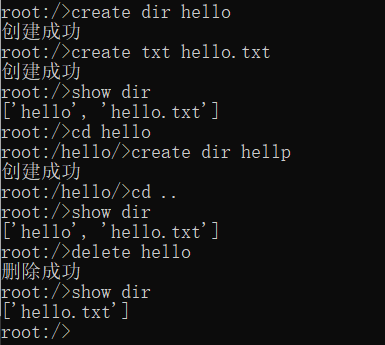 root:/>create dir hello
创建成功
root:/>create txt hello.txt
创建成功
root:/>show dir
['hello', 'hello.txt']
root:/>cd hello
root:/hello/>create dir hellp
创建成功
root:/hello/>cd ..
root:/>show dir
['hello', 'hello.txt']
root:/>delete hello
删除成功
root:/>show dir
['hello.txt']
root:/>